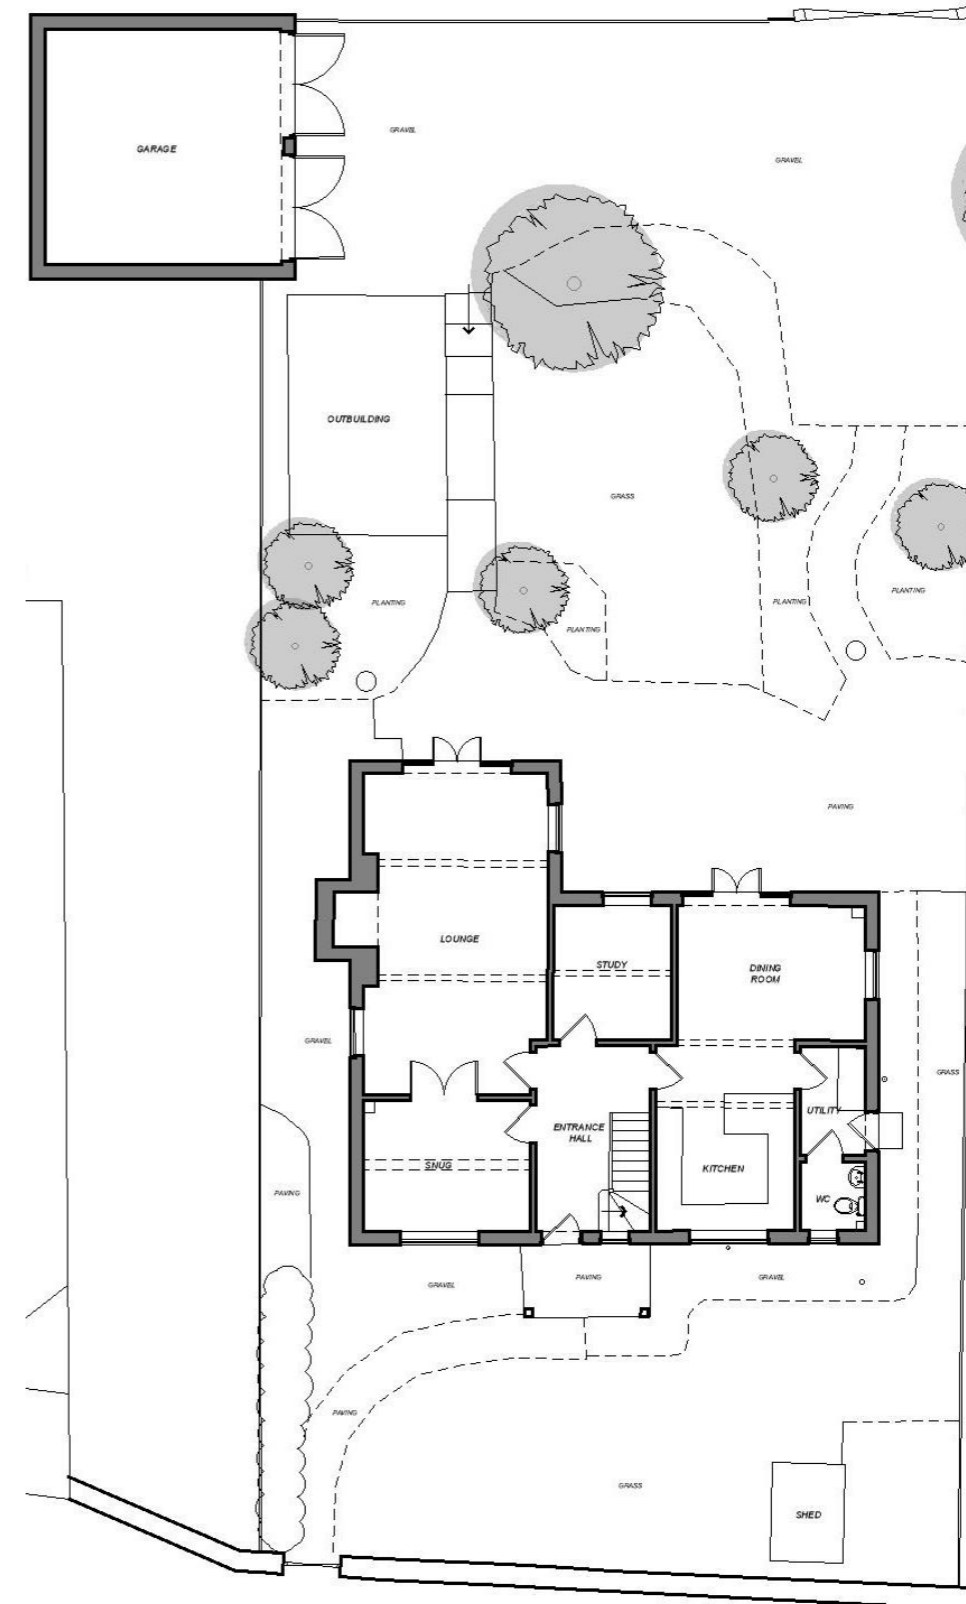 GRAVEL
GARAGE
GRAVEL
OUTBUILDING
GRASS
PLANTING
PLANTING
PLANTING
PLANTING
PAVING
LOUNGE
STUDY
DINING
ROOM
GRAVEL
GRASS
UTILITY
ENTRANCE
HALL
SNUG
KITCHEN
PAVING
WC
GRAVEL
PAVING
GRAVEL
PAVING
GRASS
SHED